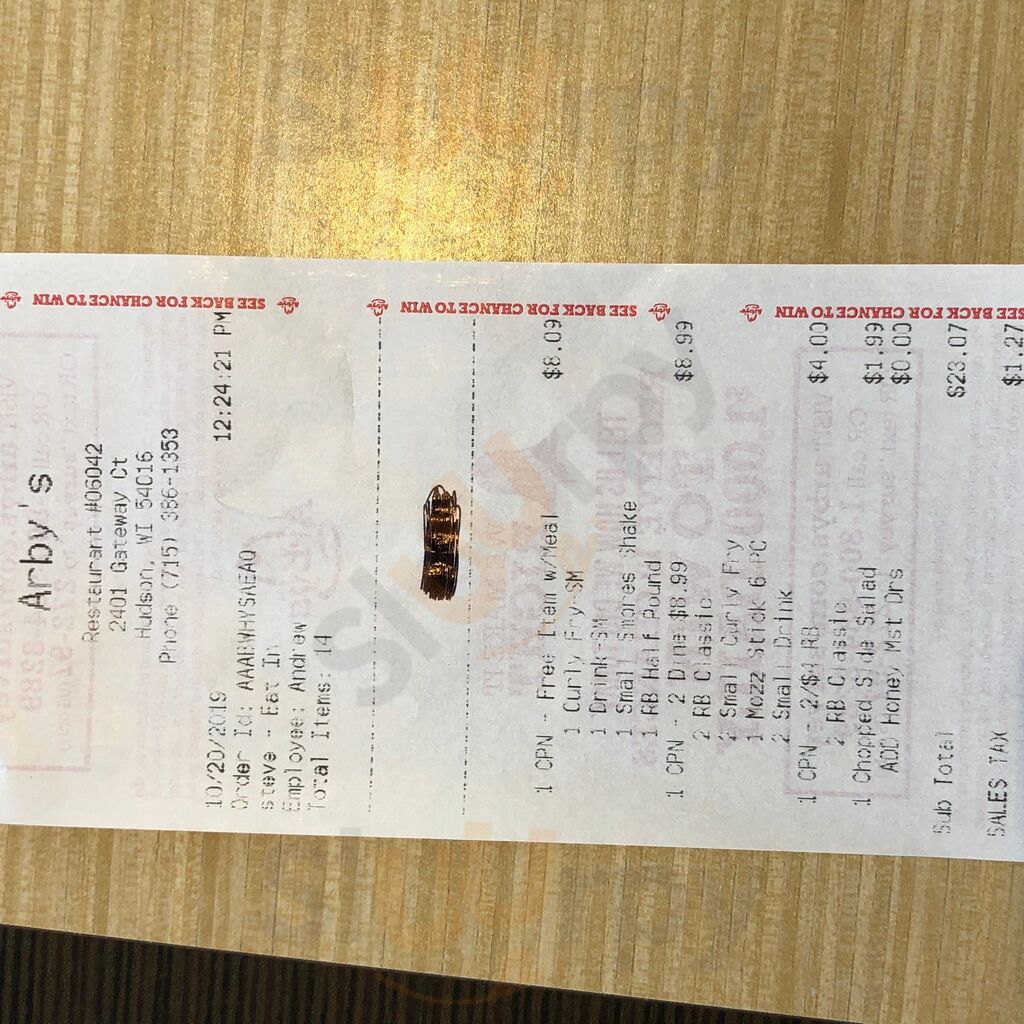 Arby's
Restaurant #06042
2401 Gateway Ct
Hudson, WI 54016
Phone (715) 386-1353
10/20/2019 12:24:21 PM
Order Id: AAABWHYSAEAQ
Steve - Eat In
Employee: Andrew
Total Items: 14
1 CPN - Free Item w/Meal $8.09
1 Curly Fry-SM
1 Drink-SM
1 Small Smores Shake
1 RB Half Pound
1 CPN - 2 Dine $8.99 $8.99
2 RB Classic
2 Small Curly Fry
1 Mozz Stick 6 PC
2 Small Drink
1 CPN - 2/$4 RB $4.00
2 RB Classic
1 Chopped Side Salad $1.99
ADD Honey Mst Drs $0.00
Sub Total $23.07
SALES TAX $1.27
SEE BACK FOR CHANCE TO WIN
SEE BACK FOR CHANCE TO WIN
SEE BACK FOR CHANCE TO WIN
Slurpy